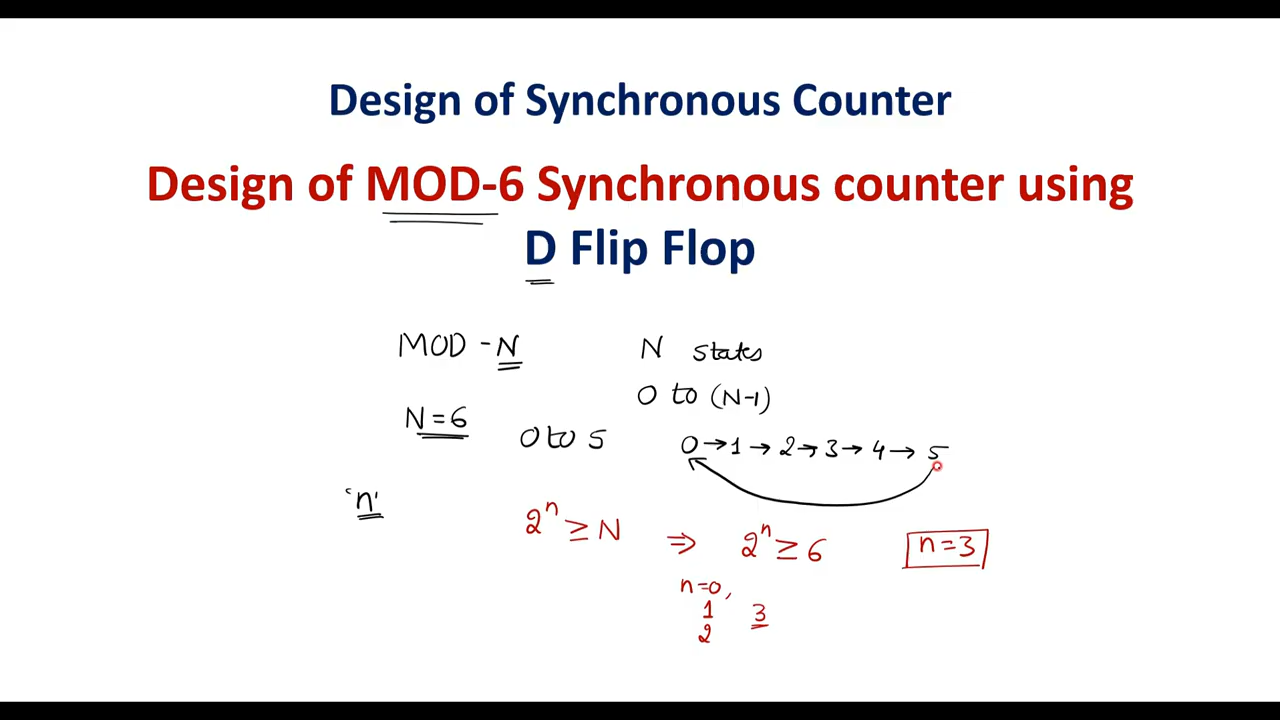 Design of Synchronous Counter
Design of MOD-6 Synchronous counter using
D Flip Flop
MOD - N N states
0 to (N-1)
N = 6 0 to 5 0 → 1 → 2 → 3 → 4 → 5
'n'
2ⁿ ≥ N ⇒ 2ⁿ ≥ 6 n = 3
n = 0,
1 3
2